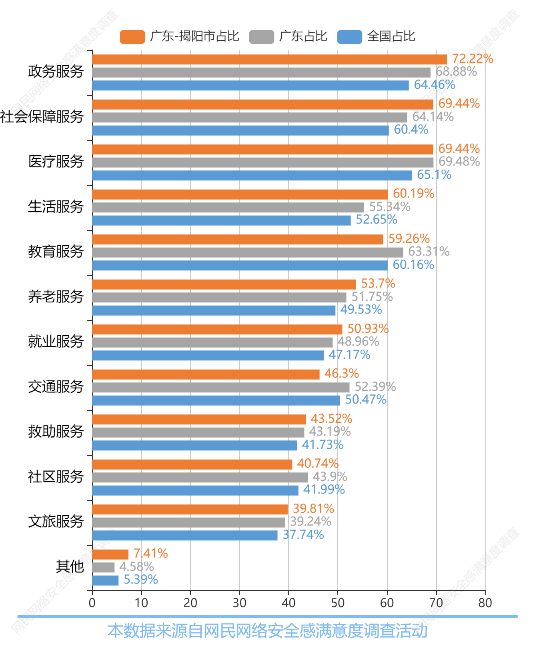 广东-揭阳市占比 广东占比 全国占比
政务服务 72.22% 68.88% 64.46%
社会保障服务 69.44% 64.14% 60.4%
医疗服务 69.44% 69.48% 65.1%
生活服务 60.19% 55.34% 52.65%
教育服务 59.26% 63.31% 60.16%
养老服务 53.7% 51.75% 49.53%
就业服务 50.93% 48.96% 47.17%
交通服务 46.3% 52.39% 50.47%
救助服务 43.52% 43.19% 41.73%
社区服务 40.74% 43.9% 41.99%
文旅服务 39.81% 39.24% 37.74%
其他 7.41% 4.58% 5.39%
0 10 20 30 40 50 60 70 80
本数据来源自网民网络安全感满意度调查活动